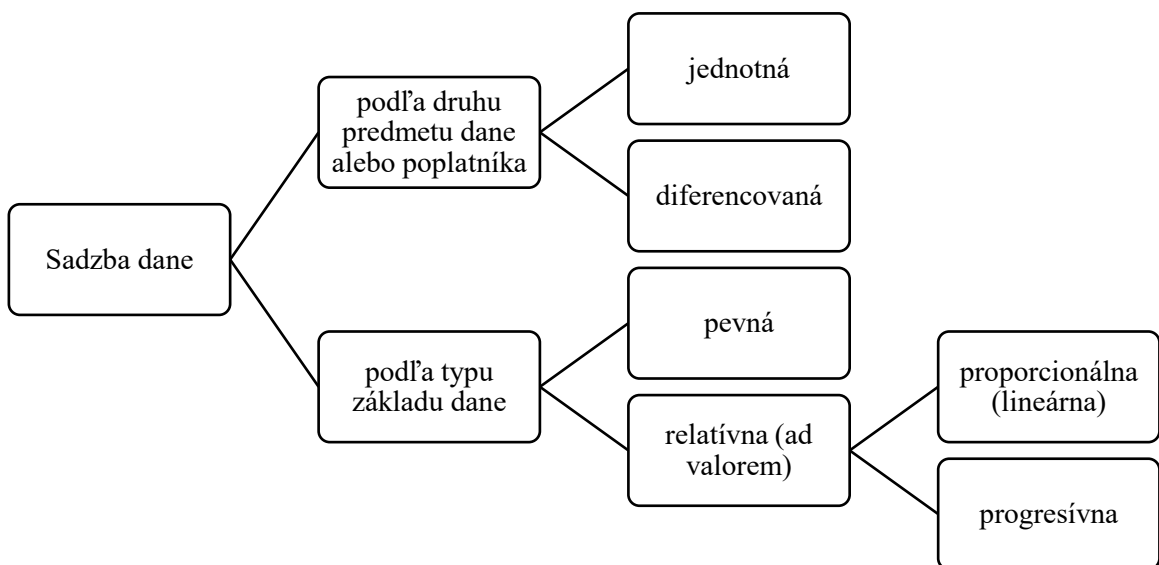 Sadzba dane
podľa druhu
predmetu dane
alebo poplatníka
jednotná
diferencovaná
podľa typu
základu dane
pevná
relatívna (ad
valorem)
proporcionálna
(lineárna)
progresívna